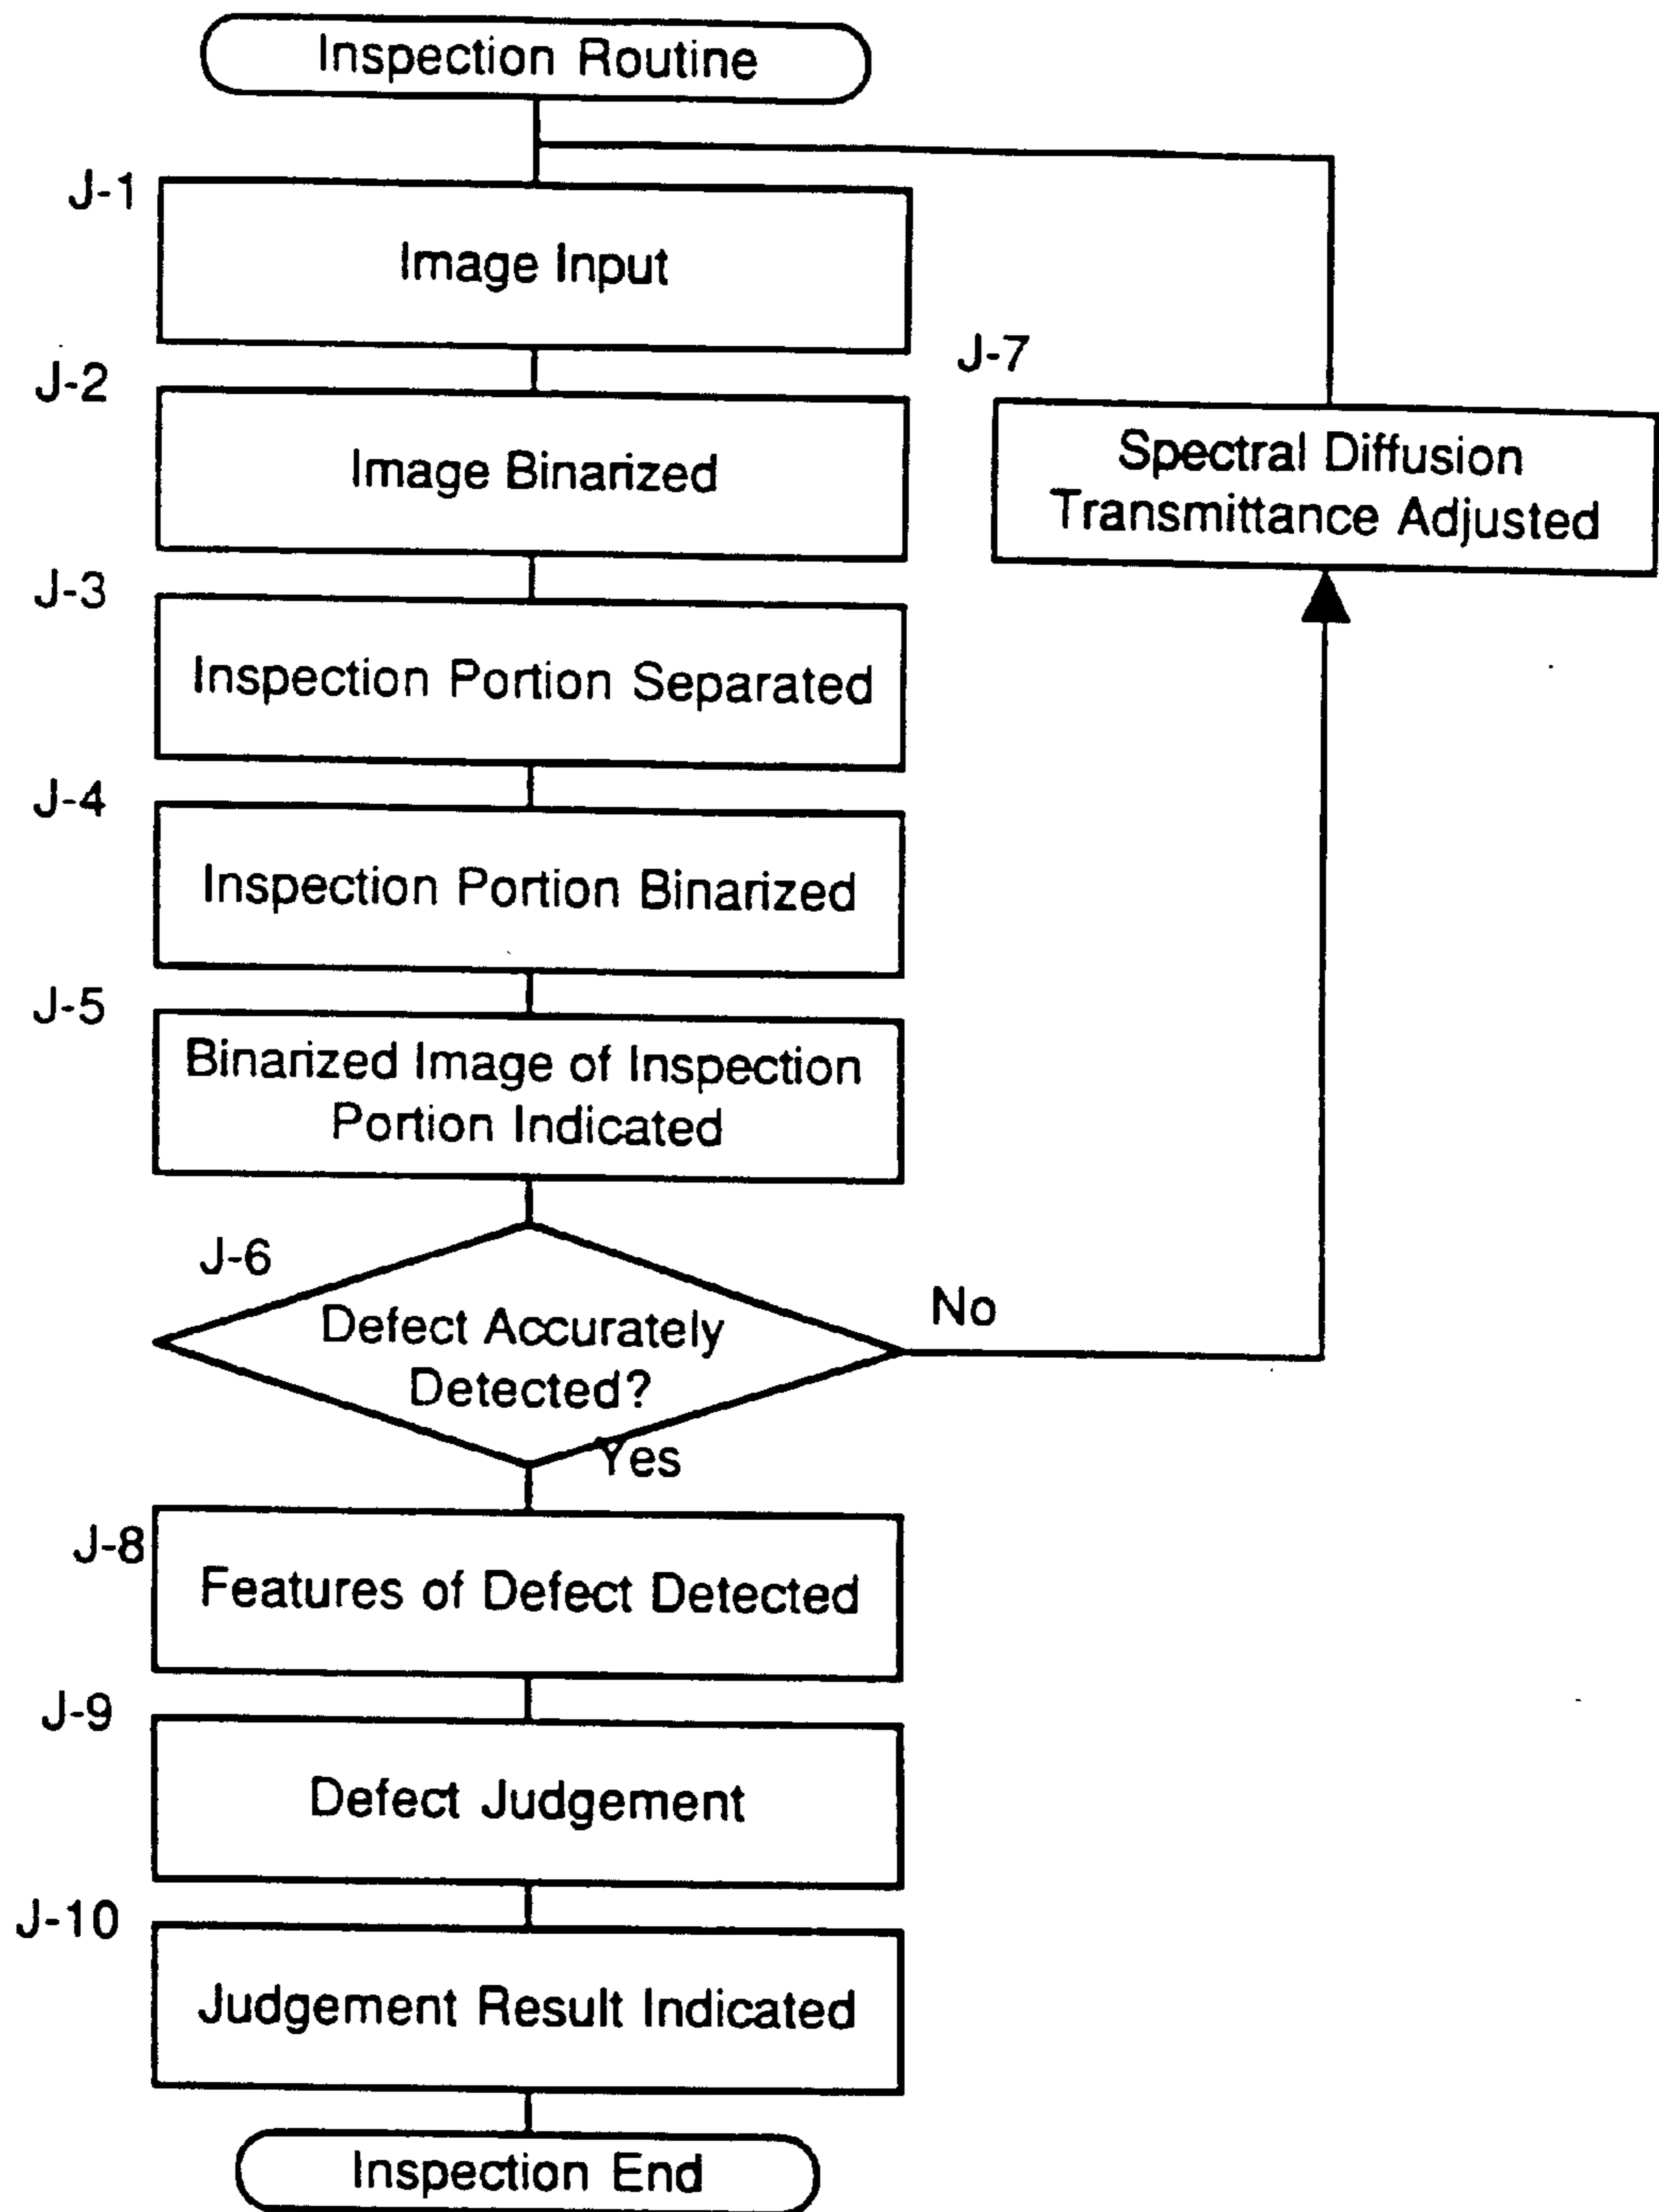 Inspection Routine
J-1
Image Input
J-2
Image Binarized
J-3
Inspection Portion Separated
J-4
Inspection Portion Binarized
J-5
Binarized Image of Inspection
Portion Indicated
J-6
Defect Accurately
Detected?
No
Yes
J-7
Spectral Diffusion
Transmittance Adjusted
J-8
Features of Defect Detected
J-9
Defect Judgement
J-10
Judgement Result Indicated
Inspection End